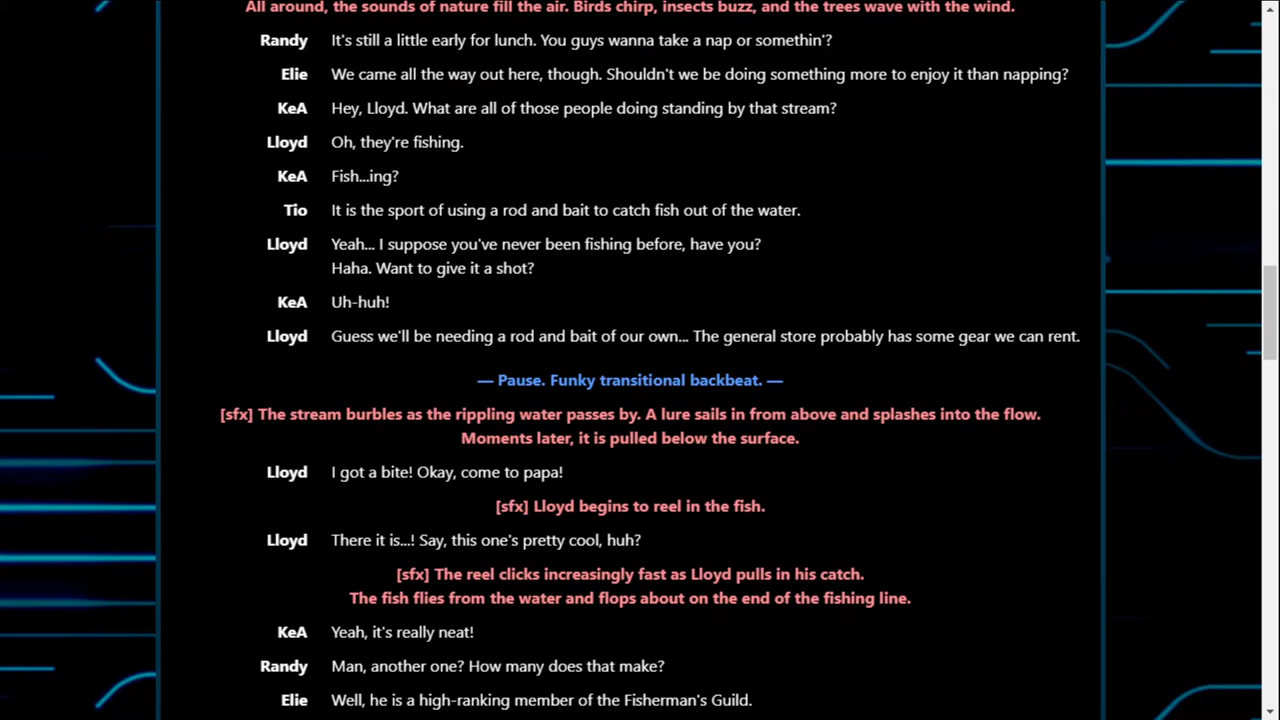 All around, the sounds of nature fill the air. Birds chirp, insects buzz, and the trees wave with the wind.
Randy It's still a little early for lunch. You guys wanna take a nap or somethin'?
Elie We came all the way out here, though. Shouldn't we be doing something more to enjoy it than napping?
KeA Hey, Lloyd. What are all of those people doing standing by that stream?
Lloyd Oh, they're fishing.
KeA Fish...ing?
Tio It is the sport of using a rod and bait to catch fish out of the water.
Lloyd Yeah... I suppose you've never been fishing before, have you?
Haha. Want to give it a shot?
KeA Uh-huh!
Lloyd Guess we'll be needing a rod and bait of our own... The general store probably has some gear we can rent.
— Pause. Funky transitional backbeat. —
[sfx] The stream burbles as the rippling water passes by. A lure sails in from above and splashes into the flow.
Moments later, it is pulled below the surface.
Lloyd I got a bite! Okay, come to papa!
[sfx] Lloyd begins to reel in the fish.
Lloyd There it is...! Say, this one's pretty cool, huh?
[sfx] The reel clicks increasingly fast as Lloyd pulls in his catch.
The fish flies from the water and flops about on the end of the fishing line.
KeA Yeah, it's really neat!
Randy Man, another one? How many does that make?
Elie Well, he is a high-ranking member of the Fisherman's Guild.